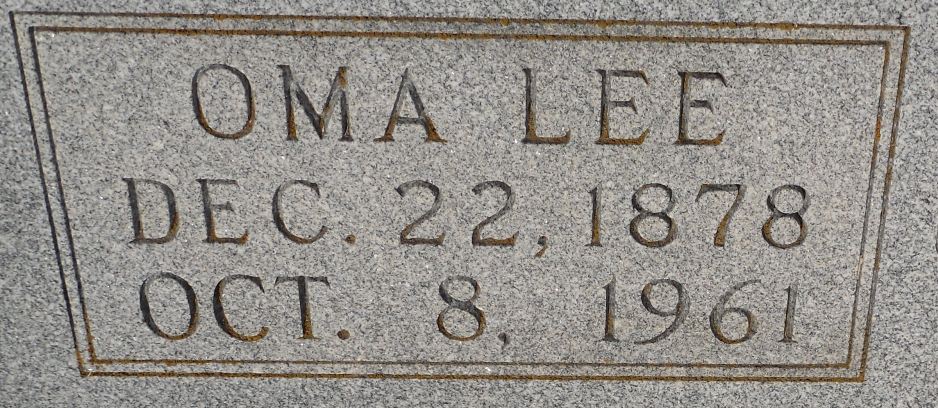 OMA LEE
DEC. 22, 1878
OCT. 8, 1961